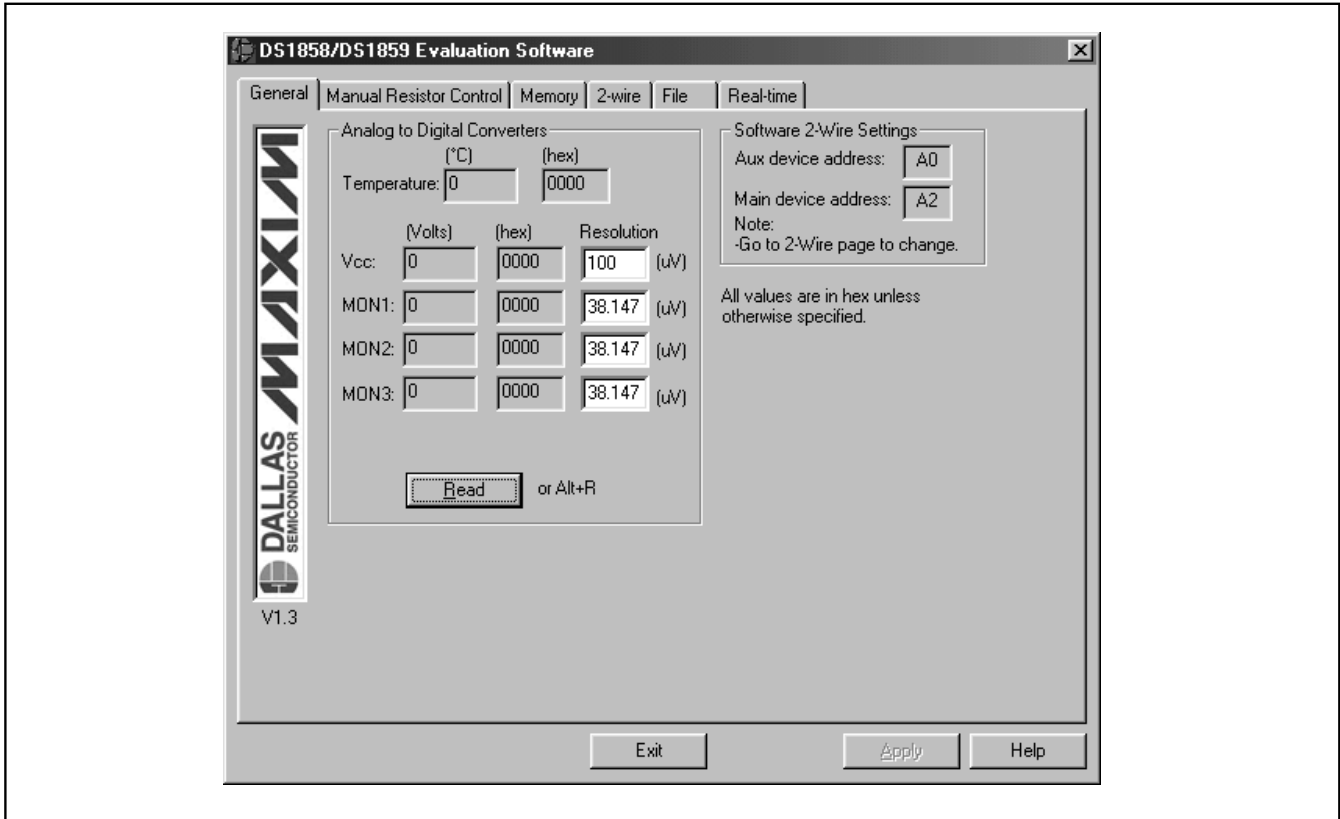 DS1858/DS1859 Evaluation Software
General Manual Resistor Control Memory 2-wire File Real-time
MAXIM
DALLAS
SEMICONDUCTOR
V1.3
Analog to Digital Converters
(°C) (hex)
Temperature: 0 0000
(Volts) (hex) Resolution
Vcc: 0 0000 100 (uV)
MON1: 0 0000 38.147 (uV)
MON2: 0 0000 38.147 (uV)
MON3: 0 0000 38.147 (uV)
Read or Alt+R
Software 2-Wire Settings
Aux device address: A0
Main device address: A2
Note:
-Go to 2-Wire page to change.
All values are in hex unless
otherwise specified.
Exit Apply Help